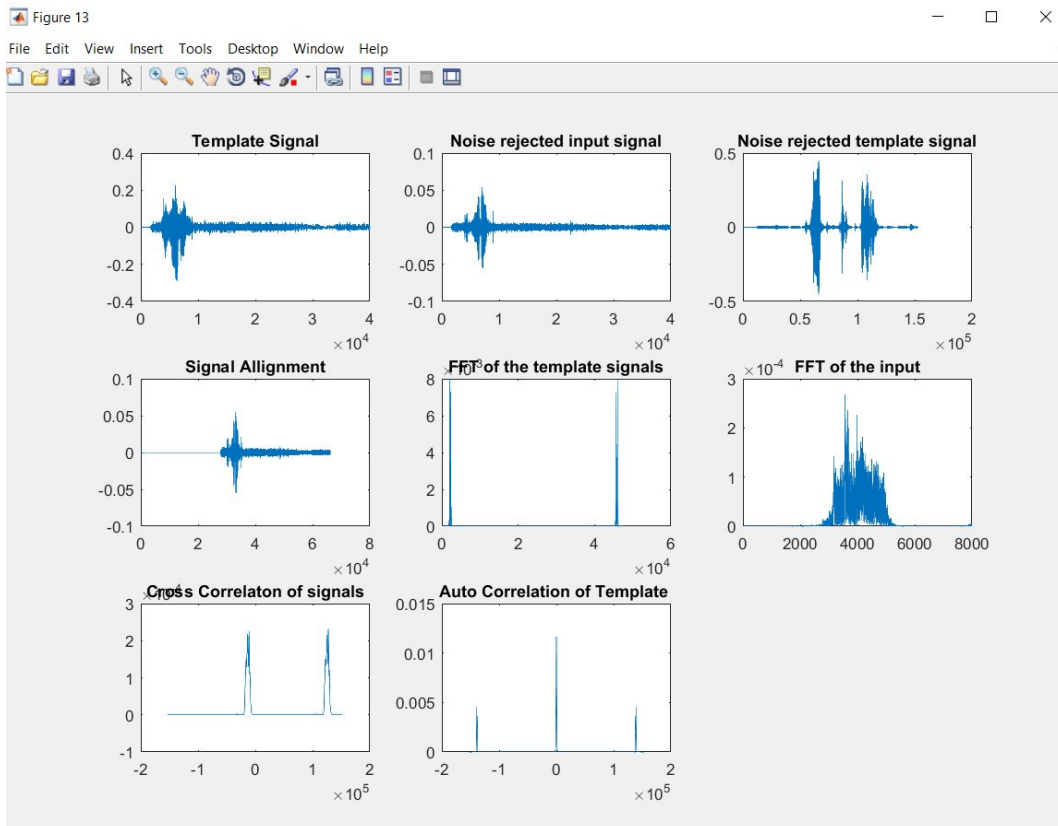 Figure 13
File Edit View Insert Tools Desktop Window Help
Template Signal
0.4
0.2
0
-0.2
-0.4
0 1 2 3 4
×10^4
Noise rejected input signal
0.1
0.05
0
-0.05
-0.1
0 1 2 3 4
×10^4
Noise rejected template signal
0.5
0
-0.5
0 0.5 1 1.5 2
×10^5
Signal Allignment
0.1
0.05
0
-0.05
-0.1
0 2 4 6 8
×10^4
FFT of the template signals
×10^-3
8
6
4
2
0
0 2 4 6
×10^4
FFT of the input
×10^-4
3
2
1
0
0 2000 4000 6000 8000
Cross Correlaton of signals
×10^-4
3
2
1
0
-1
-2 -1 0 1 2
×10^5
Auto Correlation of Template
0.015
0.01
0.005
0
-2 -1 0 1 2
×10^5